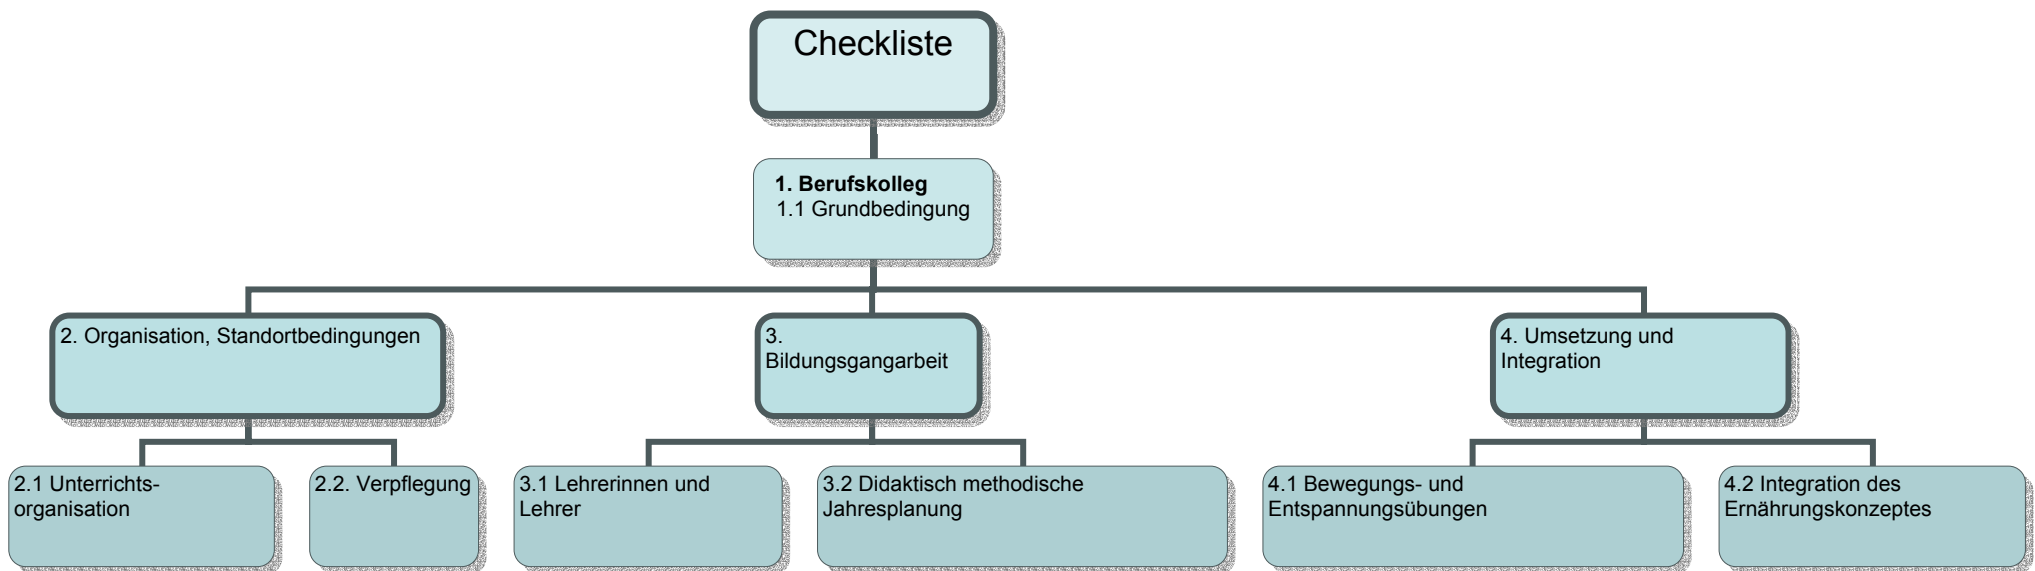 Checkliste
1. Berufskolleg
1.1 Grundbedingung
2. Organisation, Standortbedingungen
3.
Bildungsgangarbeit
4. Umsetzung und
Integration
2.1 Unterrichts-
organisation
2.2. Verpflegung
3.1 Lehrerinnen und
Lehrer
3.2 Didaktisch methodische
Jahresplanung
4.1 Bewegungs- und
Entspannungsübungen
4.2 Integration des
Ernährungskonzeptes